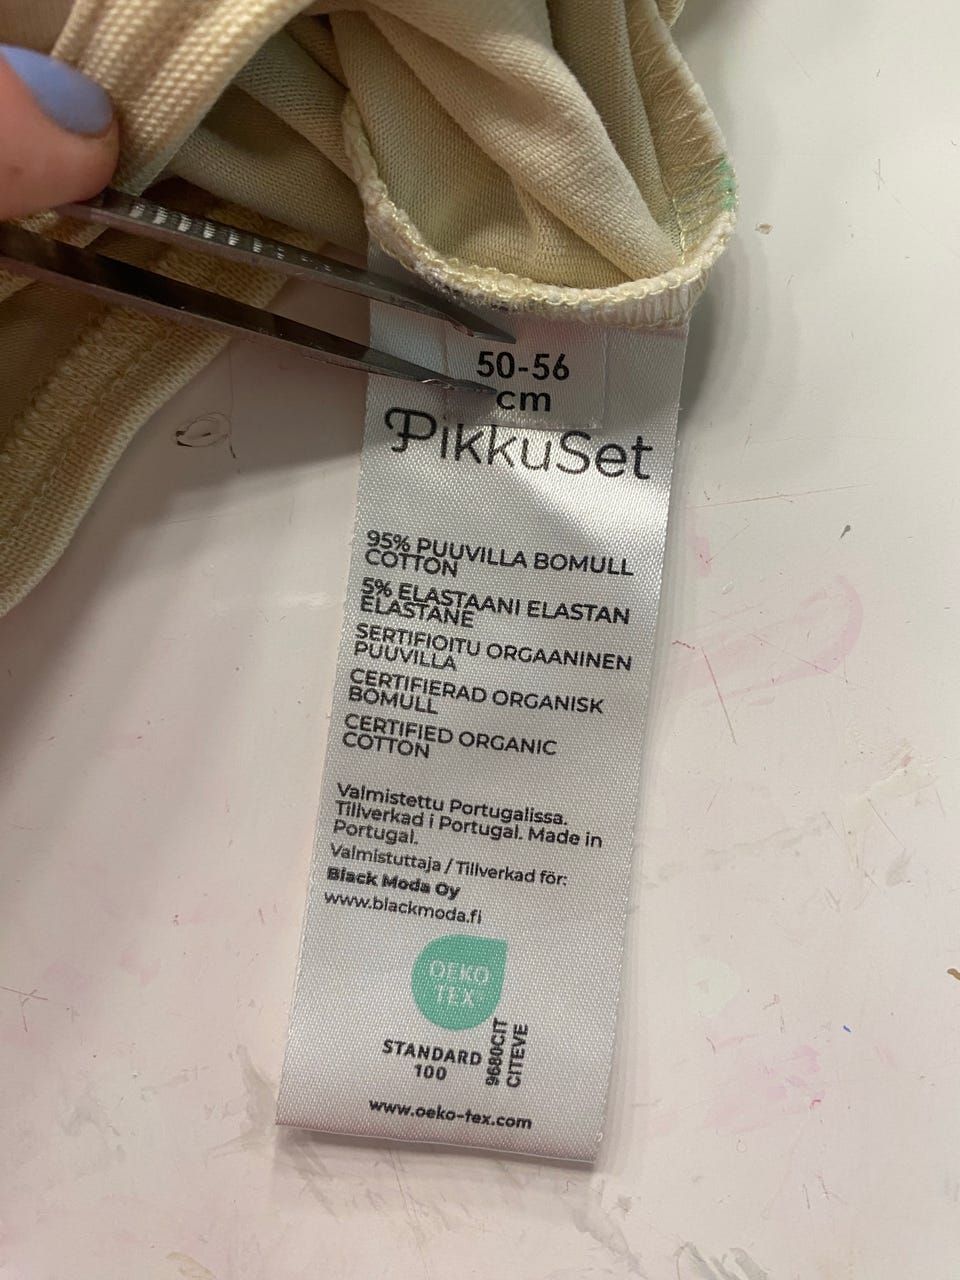 50-56
cm
PikkuSet
95% PUUVILLA BOMULL
COTTON
5% ELASTAANI ELASTAN
ELASTANE
SERTIFIOITU ORGAANINEN
PUUVILLA
CERTIFIERAD ORGANISK
BOMULL
CERTIFIED ORGANIC
COTTON
Valmistettu Portugalissa.
Tillverkad i Portugal. Made in
Portugal.
Valmistuttaja / Tillverkad för:
Black Moda Oy
www.blackmoda.fi
OEKO
TEX®
STANDARD
100
9680CIT
CITEVE
www.oeko-tex.com